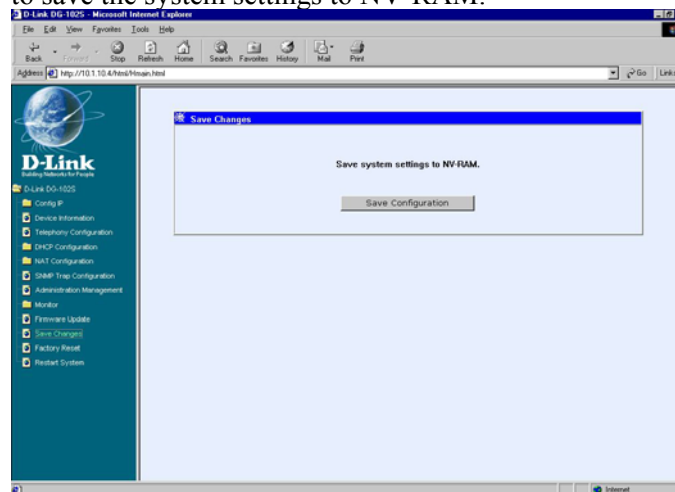 to save the system settings to NV-RAM.
D-Link DG-102S - Microsoft Internet Explorer
File Edit View Favorites Tools Help
Back Forward Stop Refresh Home Search Favorites History Mail Print
Address http://10.1.10.4/html/Hmain.html Go Links
D-Link
Building Networks for People
D-Link DG-102S
Config IP
Device Information
Telephony Configuration
DHCP Configuration
NAT Configuration
SNMP Trap Configuration
Administration Management
Monitor
Firmware Update
Save Changes
Factory Reset
Restart System
Save Changes
Save system settings to NV-RAM.
Save Configuration
Internet